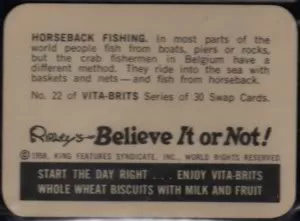 HORSEBACK FISHING. In most parts of the
world people fish from boats, piers or rocks,
but the crab fishermen in Belgium have a
different method. They ride into the sea with
baskets and nets — and fish from horseback.
No. 22 of VITA-BRITS Series of 30 Swap Cards.
Ripley's—Believe It or Not!
© 1958, KING FEATURES SYNDICATE, INC., WORLD RIGHTS RESERVED
START THE DAY RIGHT . . . ENJOY VITA-BRITS
WHOLE WHEAT BISCUITS WITH MILK AND FRUIT